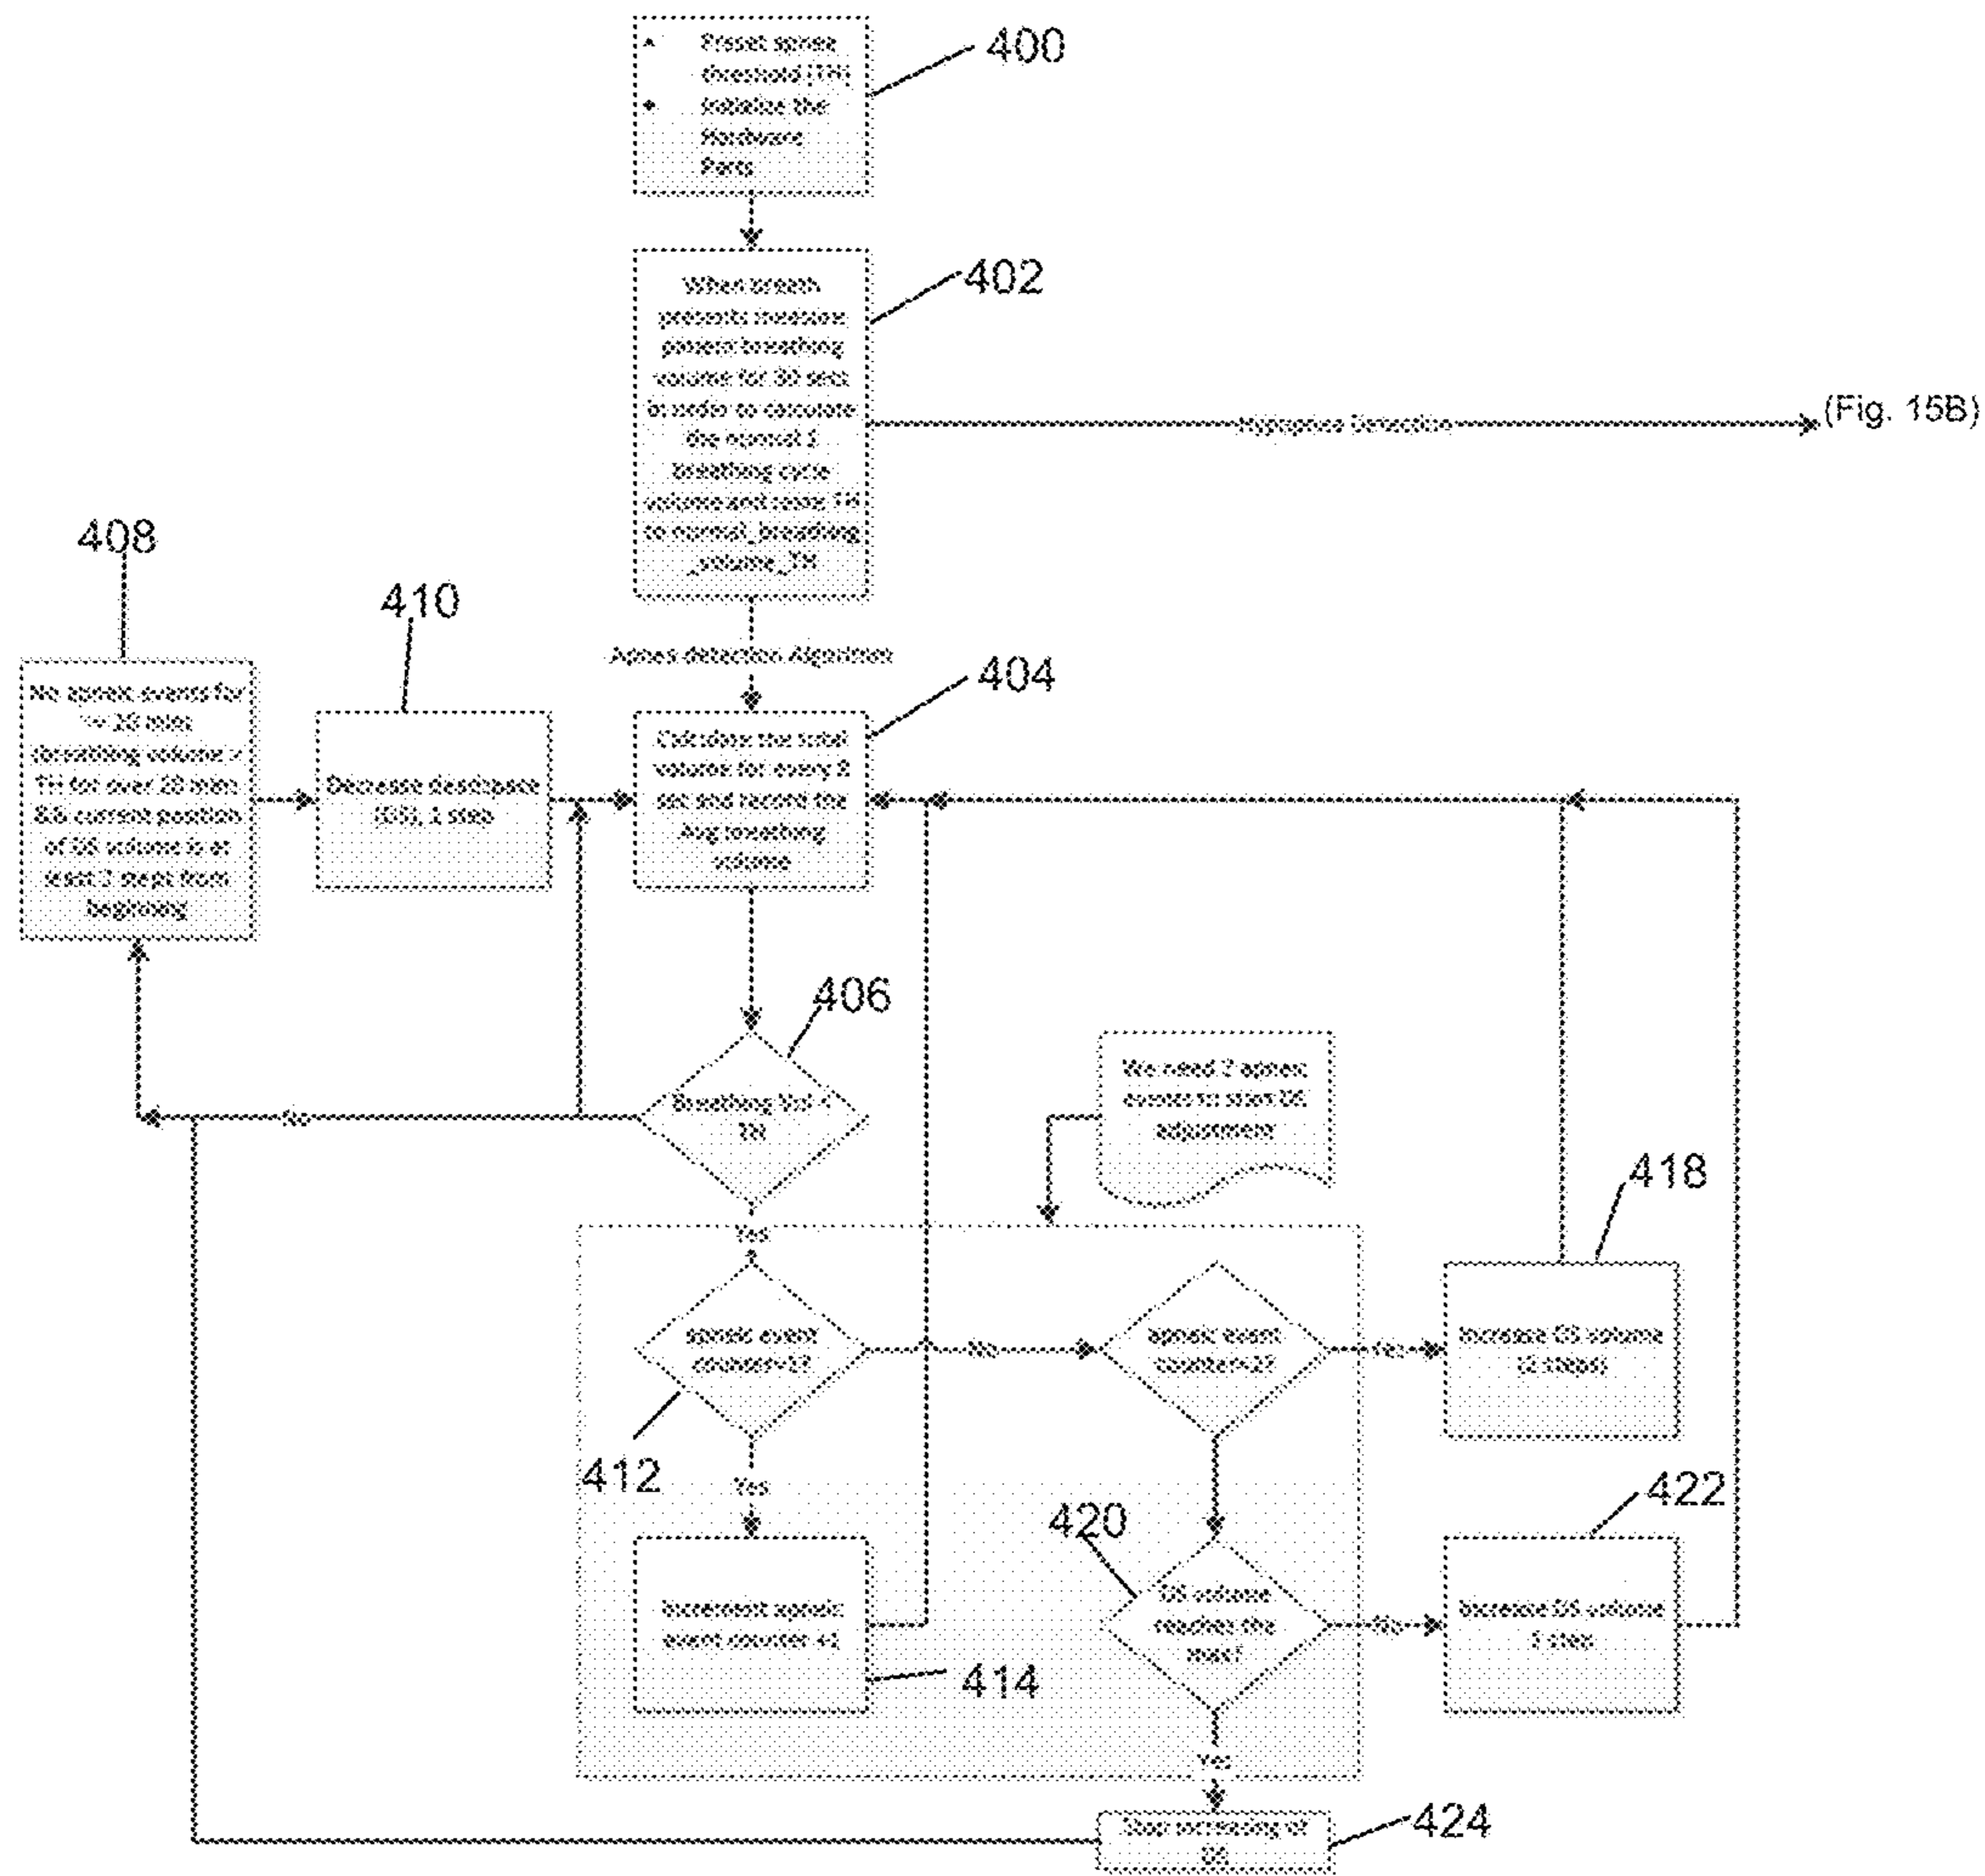 400
Preset apnea
threshold (TH)
Initialize the
Hardware
Parts
402
When breath
presents measure
breathing
volume for 30 secs
in order to calculate
the normal 1
breathing cycle
volume and TH
to normal_breathing
_volume_TH
Detection
(Fig. 15B)
408
410
Apnea detection Algorithm
404
No apneic events for
20 mins
(breathing volume >
TH for over 20 mins
&& current position
of DS volume is at
least 2 steps from
beginning
Decrease deadspace
(DS), 1 step
Calculate the total
volume for every 8
sec and record the
Avg breathing
volume
406
Breathing Vol
TH
No
We need 2 apneic
events to start DS
adjustment
418
Yes
apneic event
counter<1?
No
apneic event
counter=2?
Increase DS volume
(2 steps)
412
Yes
422
420
Increment apneic
event counter +1
DS volume
reaches the
max?
No
Increase DS volume
1 step
414
Yes
Stop processing of
DS
424